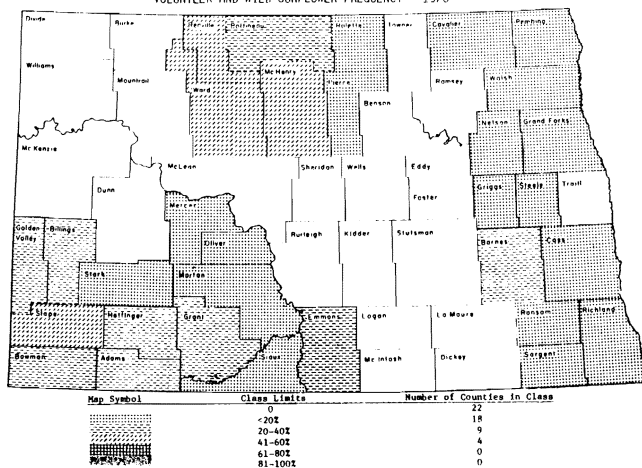 VOLUNTEER AND WILD SUNFLOWER FREQUENCY - 1978
Divide
Burke
Renville
Bottineau
Rolette
Towner
Cavalier
Pembina
Williams
Mountrail
Ward
McHenry
Pierce
Ramsey
Walsh
Benson
Nelson
Grand Forks
Mc Kenzie
McLean
Sheridan
Wells
Eddy
Dunn
Foster
Griggs
Steele
Traill
Mercer
Golden
Valley
Billings
Oliver
Burleigh
Kidder
Stutsman
Barnes
Cass
Stark
Morton
Slope
Hettinger
Grant
Emmons
Logan
La Moure
Ransom
Richland
Bowman
Adams
Sioux
Mc Intosh
Dickey
Sargent
Map Symbol Class Limits Number of Counties in Class
0 22
<20% 18
20-40% 9
41-60% 4
61-80% 0
81-100% 0